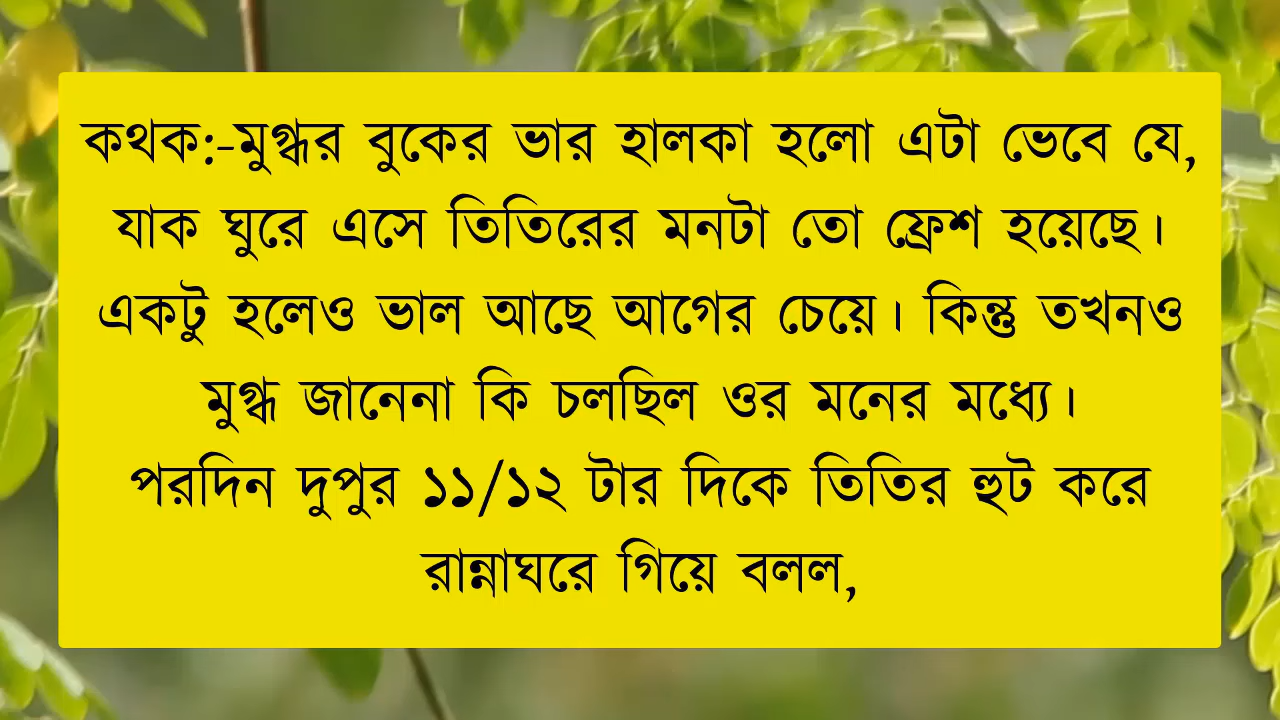 কথক:-মুগ্ধর বুকের ভার হালকা হলো এটা ভেবে যে,
যাক ঘুরে এসে তিতিরের মনটা তো ফ্রেশ হয়েছে।
একটু হলেও ভাল আছে আগের চেয়ে। কিন্তু তখনও
মুগ্ধ জানেনা কি চলছিল ওর মনের মধ্যে।
পরদিন দুপুর ১১/১২ টার দিকে তিতির হুট করে
রান্নাঘরে গিয়ে বলল,